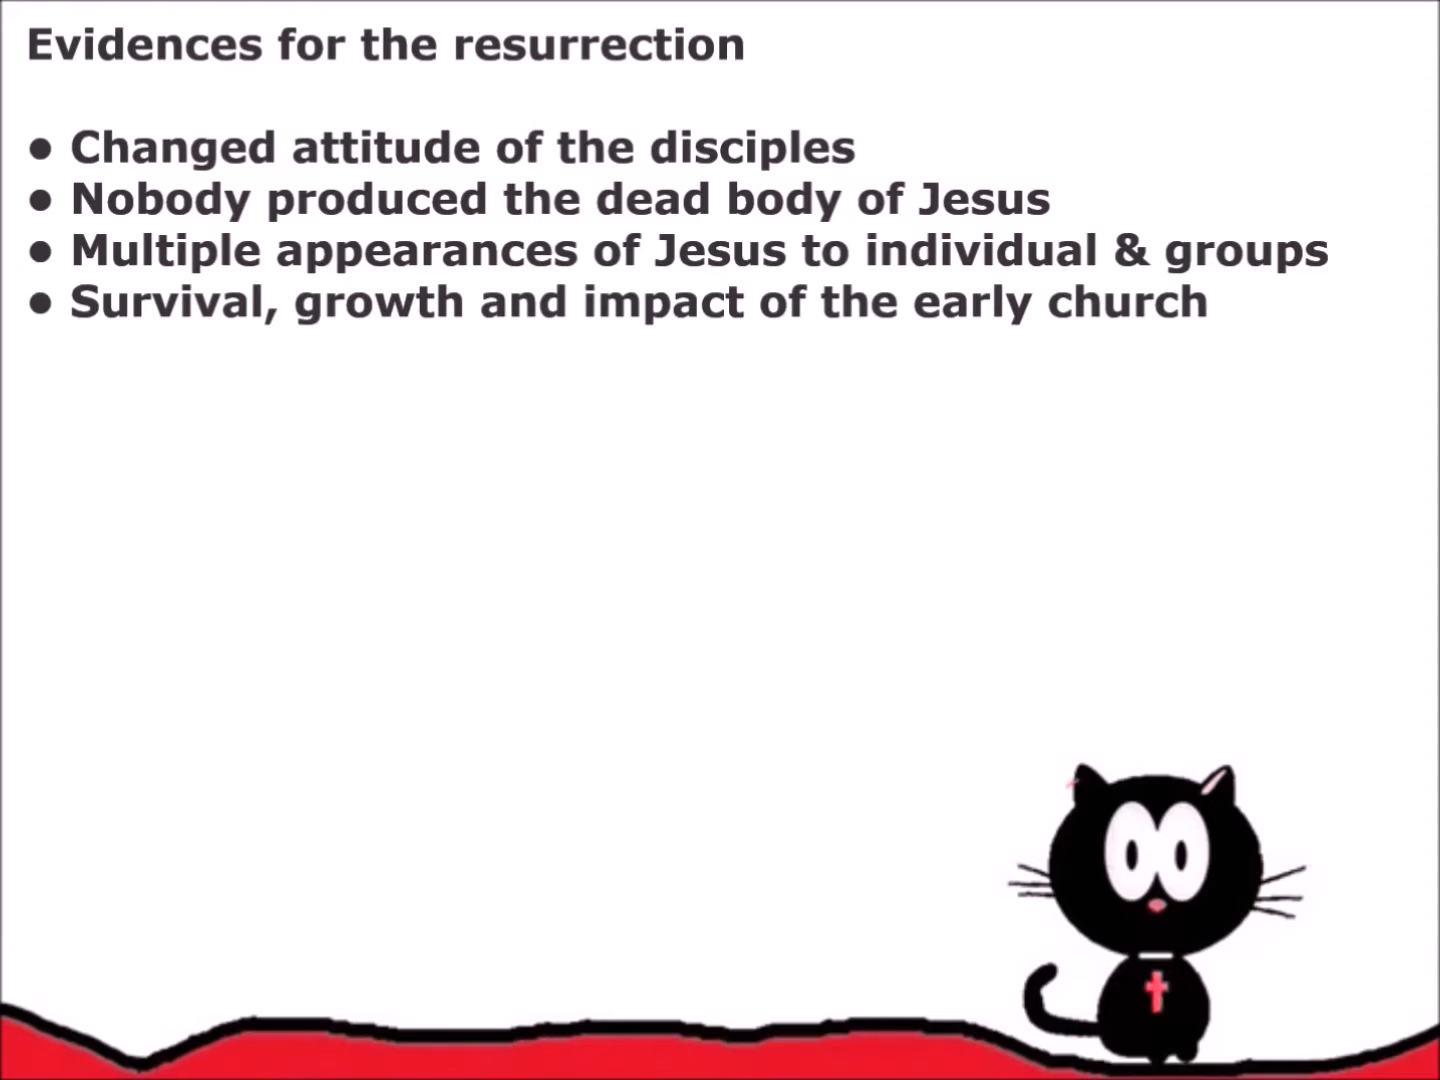 Evidences for the resurrection
● Changed attitude of the disciples
● Nobody produced the dead body of Jesus
● Multiple appearances of Jesus to individual & groups
● Survival, growth and impact of the early church